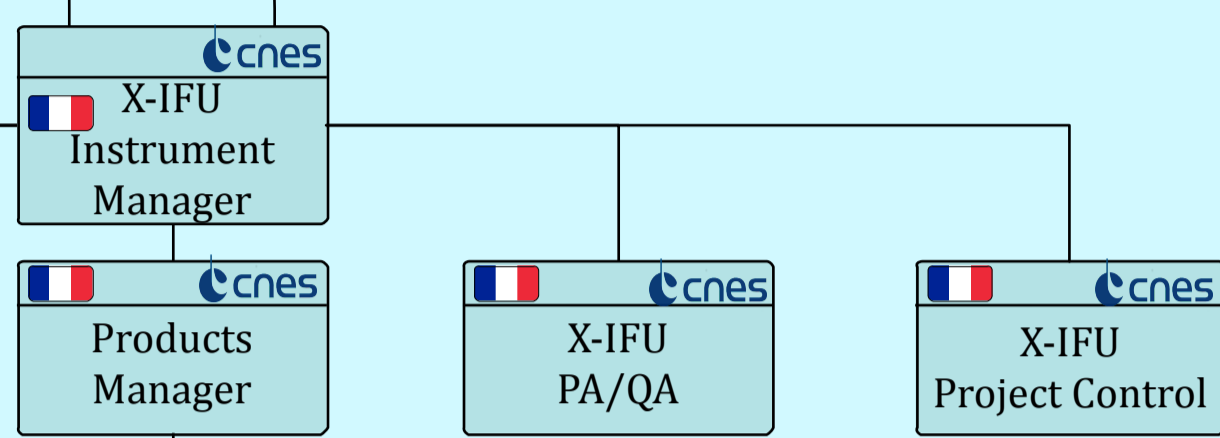 cnes
X-IFU
Instrument
Manager
cnes
Products
Manager
cnes
X-IFU
PA/QA
cnes
X-IFU
Project Control